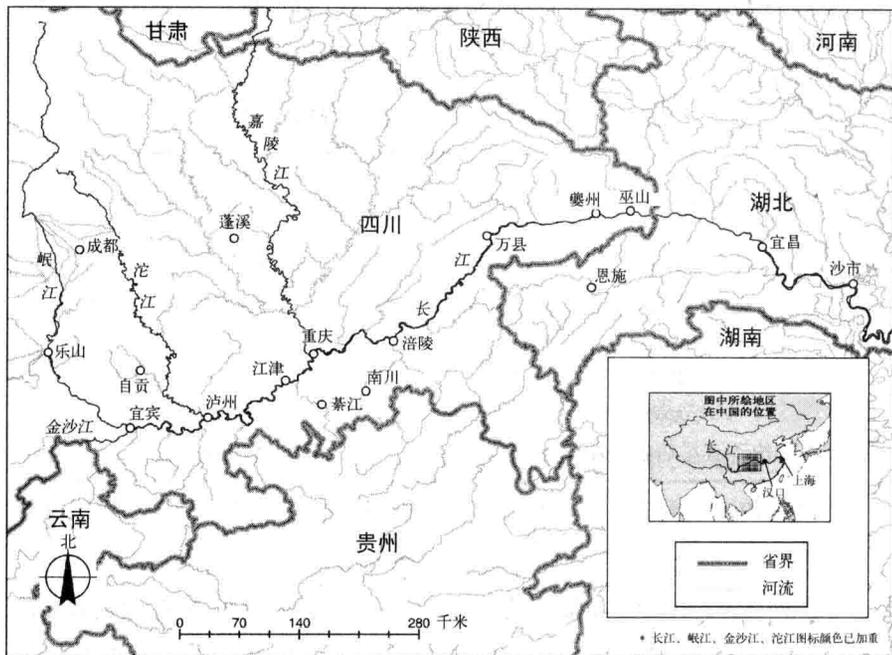 甘肃
陕西
河南
嘉陵江
蓬溪
四川
夔州
巫山
湖北
成都
岷江
沱江
万县
宜昌
恩施
沙市
长江
重庆
涪陵
湖南
乐山
自贡
江津
南川
泸州
綦江
宜宾
金沙江
图中所绘地区
在中国的位置
长江
上海
汉口
云南
北
贵州
省界
河流
0 70 140 280 千米
* 长江、岷江、金沙江、沱江图标颜色已加重